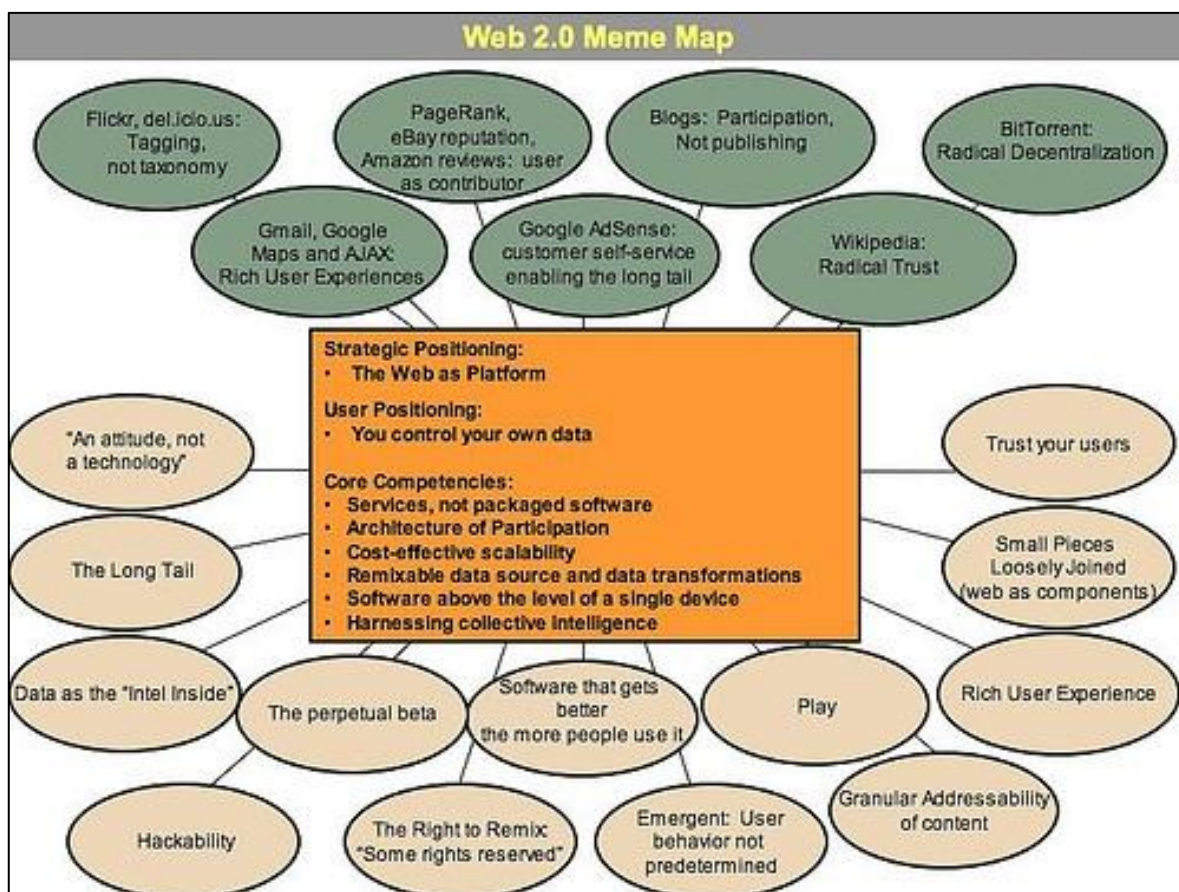 Web 2.0 Meme Map
Flickr, del.icio.us:
Tagging,
not taxonomy
PageRank,
eBay reputation,
Amazon reviews: user
as contributor
Blogs: Participation,
Not publishing
BitTorrent:
Radical Decentralization
Gmail, Google
Maps and AJAX:
Rich User Experiences
Google AdSense:
customer self-service
enabling the long tail
Wikipedia:
Radical Trust
Strategic Positioning:
• The Web as Platform
User Positioning:
• You control your own data
Core Competencies:
• Services, not packaged software
• Architecture of Participation
• Cost-effective scalability
• Remixable data source and data transformations
• Software above the level of a single device
• Harnessing collective intelligence
"An attitude, not
a technology"
Trust your users
The Long Tail
Small Pieces
Loosely Joined
(web as components)
Data as the "Intel Inside"
The perpetual beta
Software that gets
better
the more people use it
Play
Rich User Experience
Hackability
The Right to Remix:
"Some rights reserved"
Emergent: User
behavior not
predetermined
Granular Addressability
of content